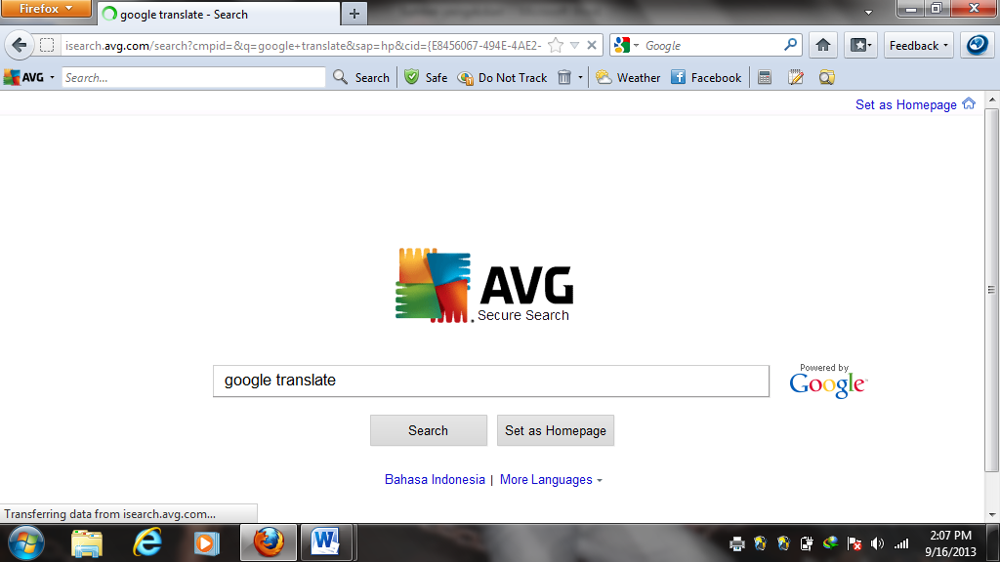 Firefox
google translate - Search
isearch.avg.com/search?cmpid=&q=google+translate&sap=hp&cid={E8456067-494E-4AE2-
Google
Feedback
AVG
Search...
Search
Safe
Do Not Track
Weather
Facebook
Set as Homepage
AVG
Secure Search
google translate
Powered by
Google
Search
Set as Homepage
Bahasa Indonesia | More Languages
Transferring data from isearch.avg.com...
2:07 PM
9/16/2013